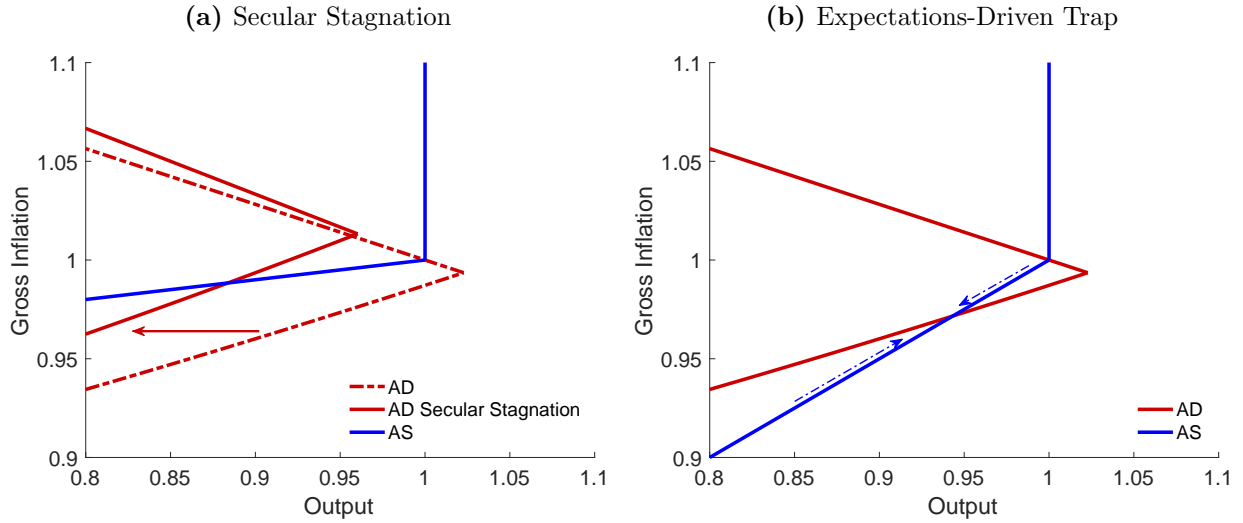 (a) Secular Stagnation
1.1
1.05
1
0.95
0.9
Gross Inflation
0.8 0.85 0.9 0.95 1 1.05 1.1
Output
AD
AD Secular Stagnation
AS
(b) Expectations-Driven Trap
1.1
1.05
1
0.95
0.9
Gross Inflation
0.8 0.85 0.9 0.95 1 1.05 1.1
Output
AD
AS